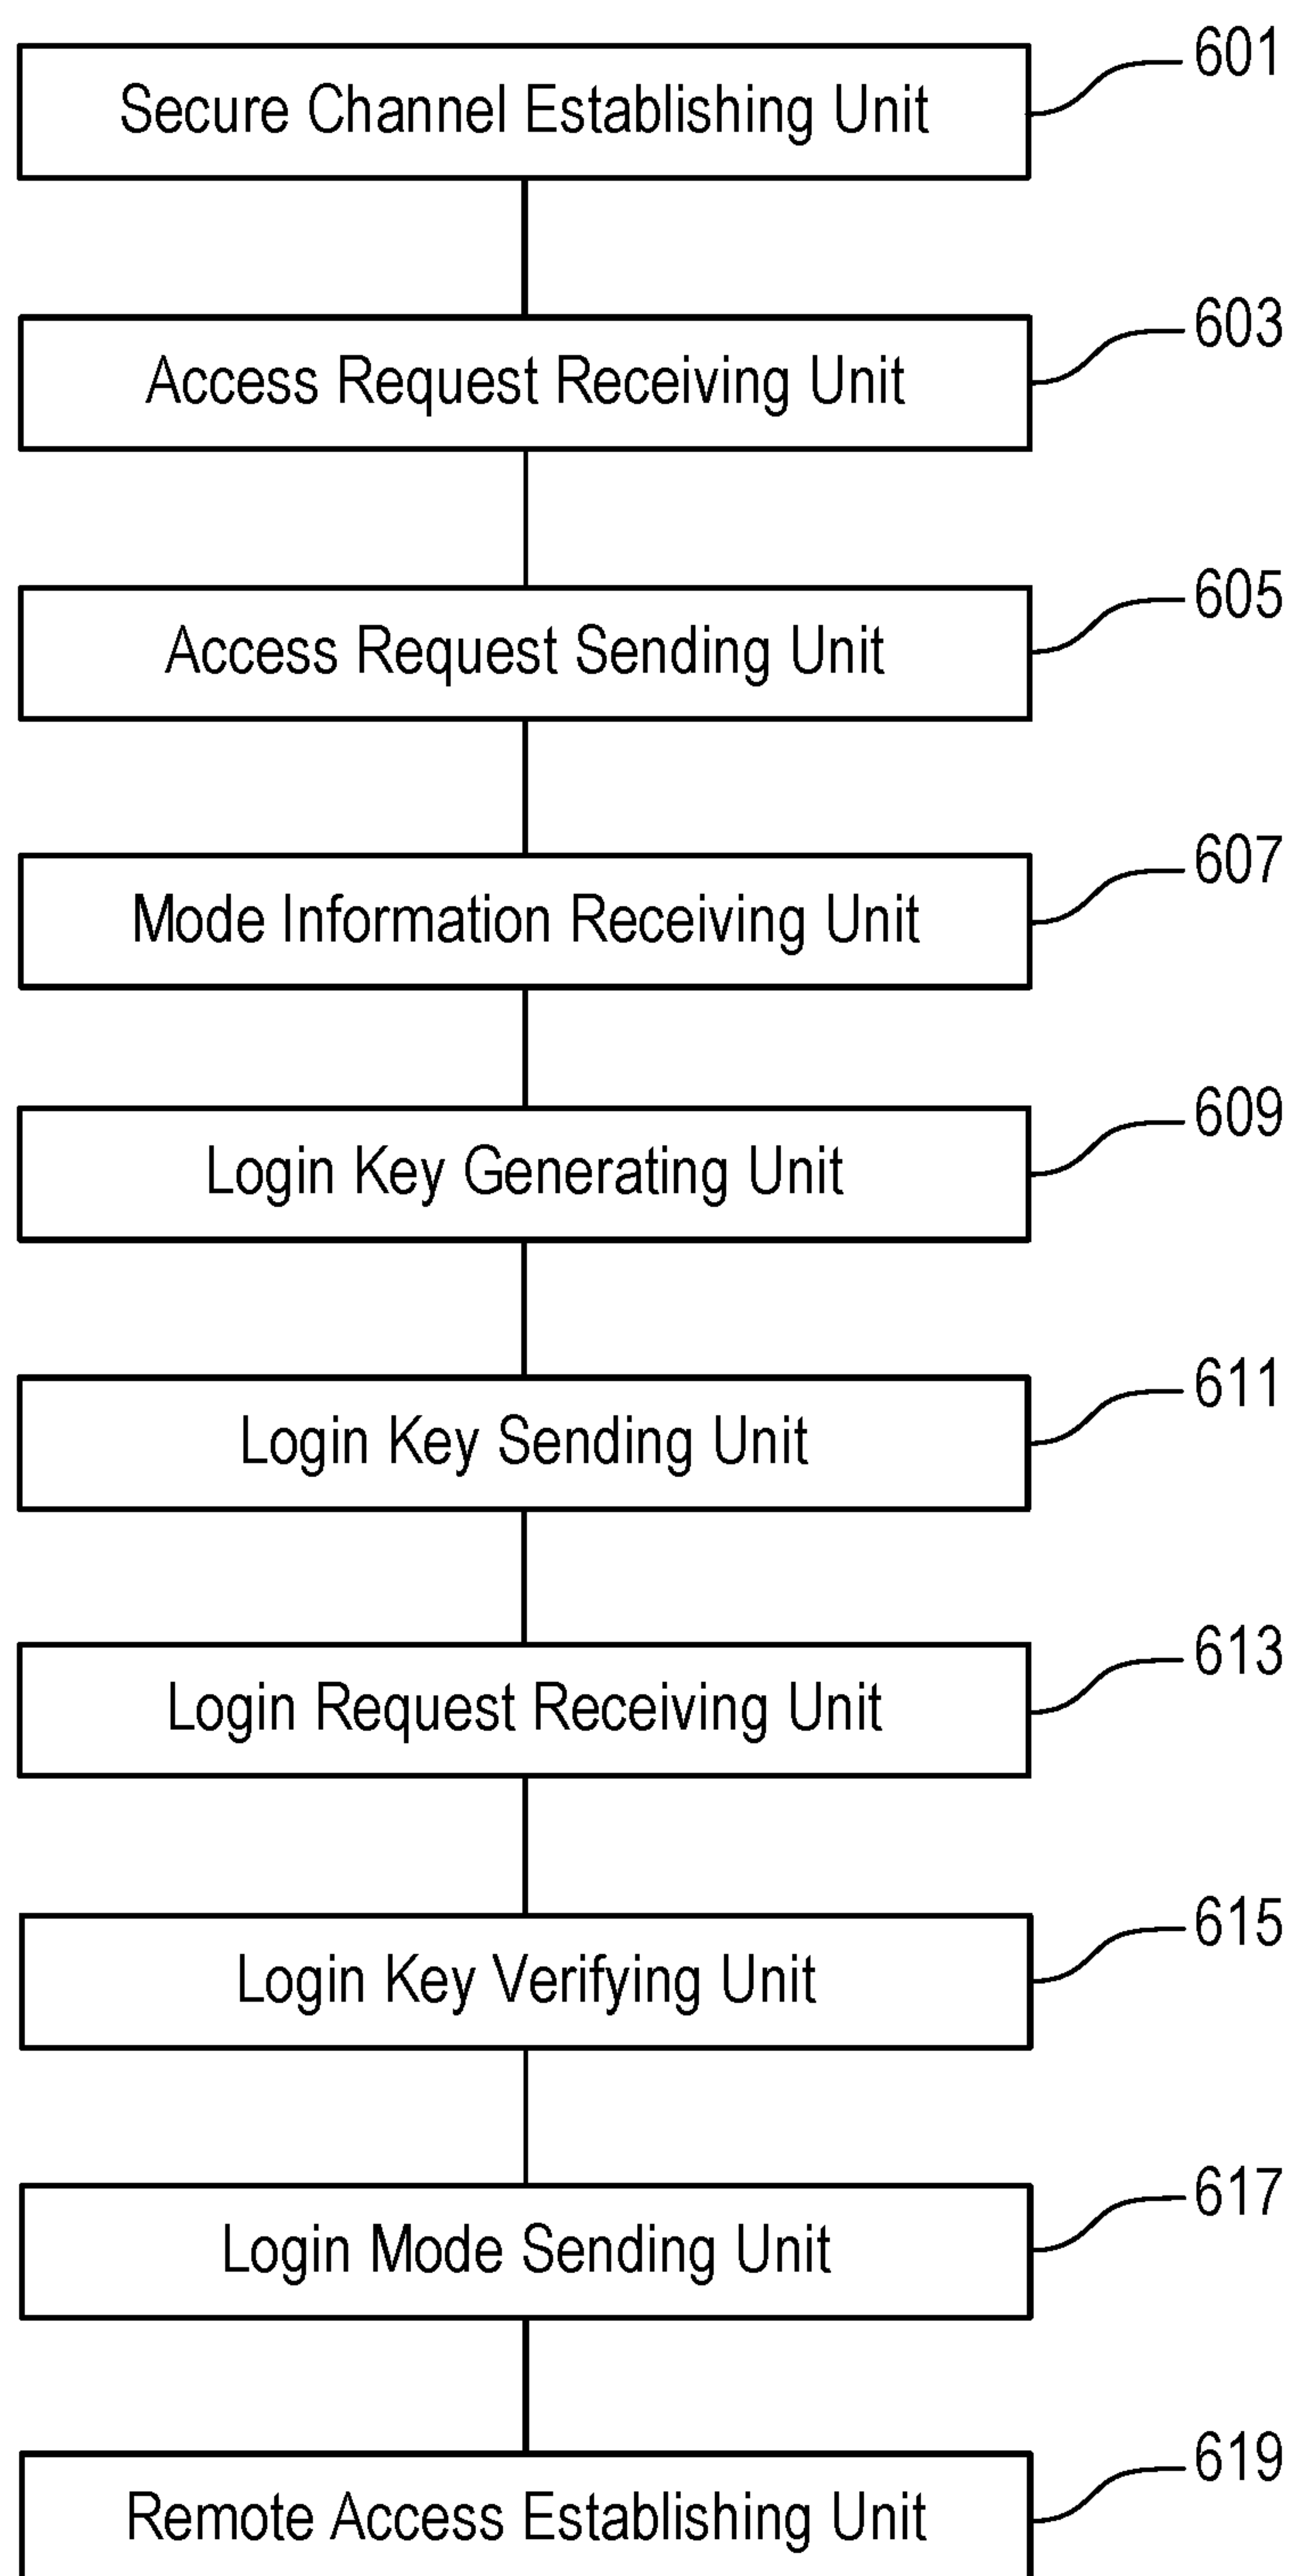 Secure Channel Establishing Unit 601
Access Request Receiving Unit 603
Access Request Sending Unit 605
Mode Information Receiving Unit 607
Login Key Generating Unit 609
Login Key Sending Unit 611
Login Request Receiving Unit 613
Login Key Verifying Unit 615
Login Mode Sending Unit 617
Remote Access Establishing Unit 619